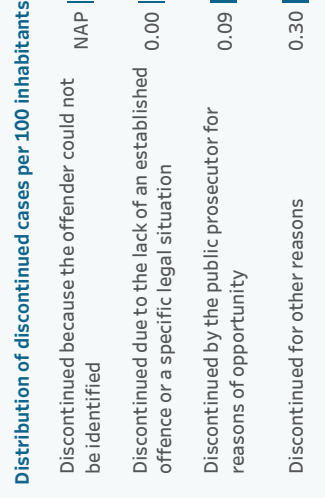 Distribution of discontinued cases per 100 inhabitants
Discontinued because the offender could not
be identified
NAP
Discontinued due to the lack of an established
offence or a specific legal situation
0.00
Discontinued by the public prosecutor for
reasons of opportunity
0.09
Discontinued for other reasons
0.30